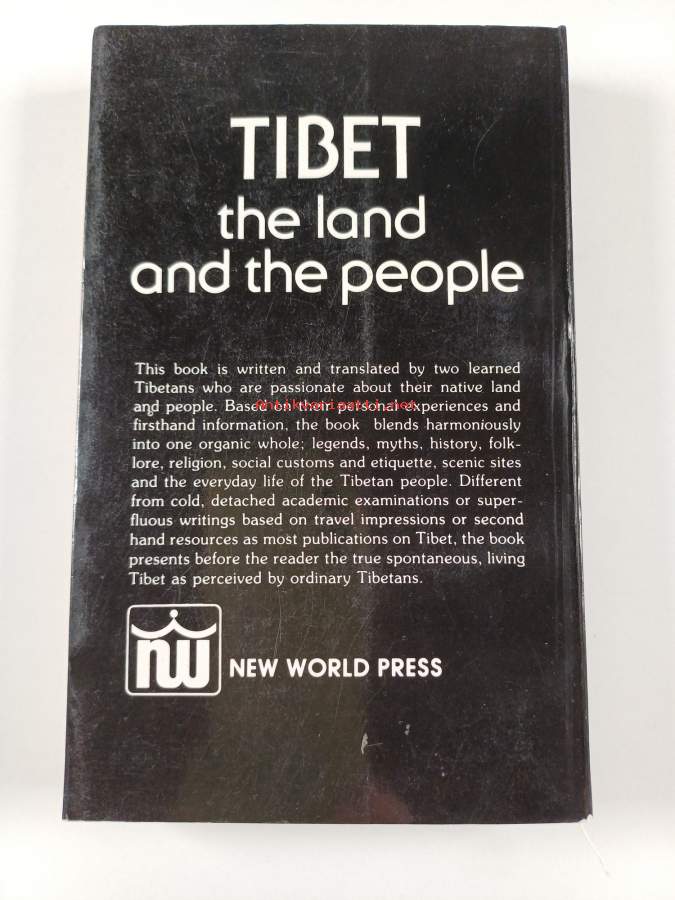 TIBET
the land
and the people
This book is written and translated by two learned
Tibetans who are passionate about their native land
and people. Based on their personal experiences and
firsthand information, the book blends harmoniously
into one organic whole; legends, myths, history, folk-
lore, religion, social customs and etiquette, scenic sites
and the everyday life of the Tibetan people. Different
from cold, detached academic examinations or super-
fluous writings based on travel impressions or second
hand resources as most publications on Tibet, the book
presents before the reader the true spontaneous, living
Tibet as perceived by ordinary Tibetans.
nw
NEW WORLD PRESS